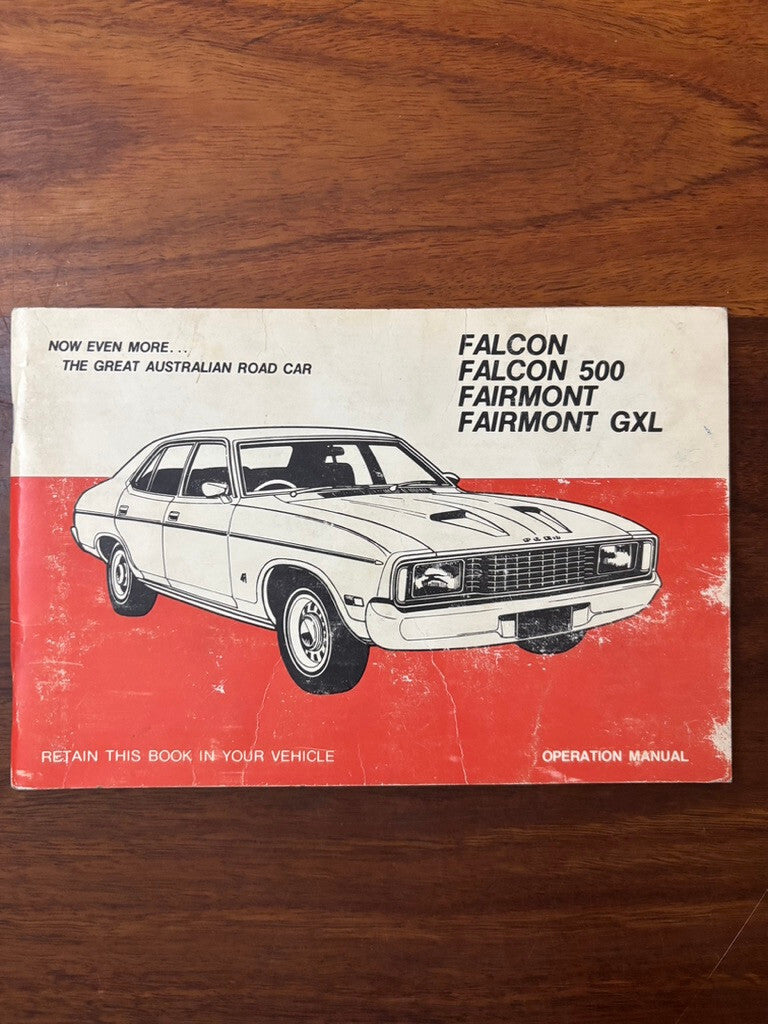 NOW EVEN MORE...
THE GREAT AUSTRALIAN ROAD CAR
FALCON
FALCON 500
FAIRMONT
FAIRMONT GXL
FORD
RETAIN THIS BOOK IN YOUR VEHICLE
OPERATION MANUAL